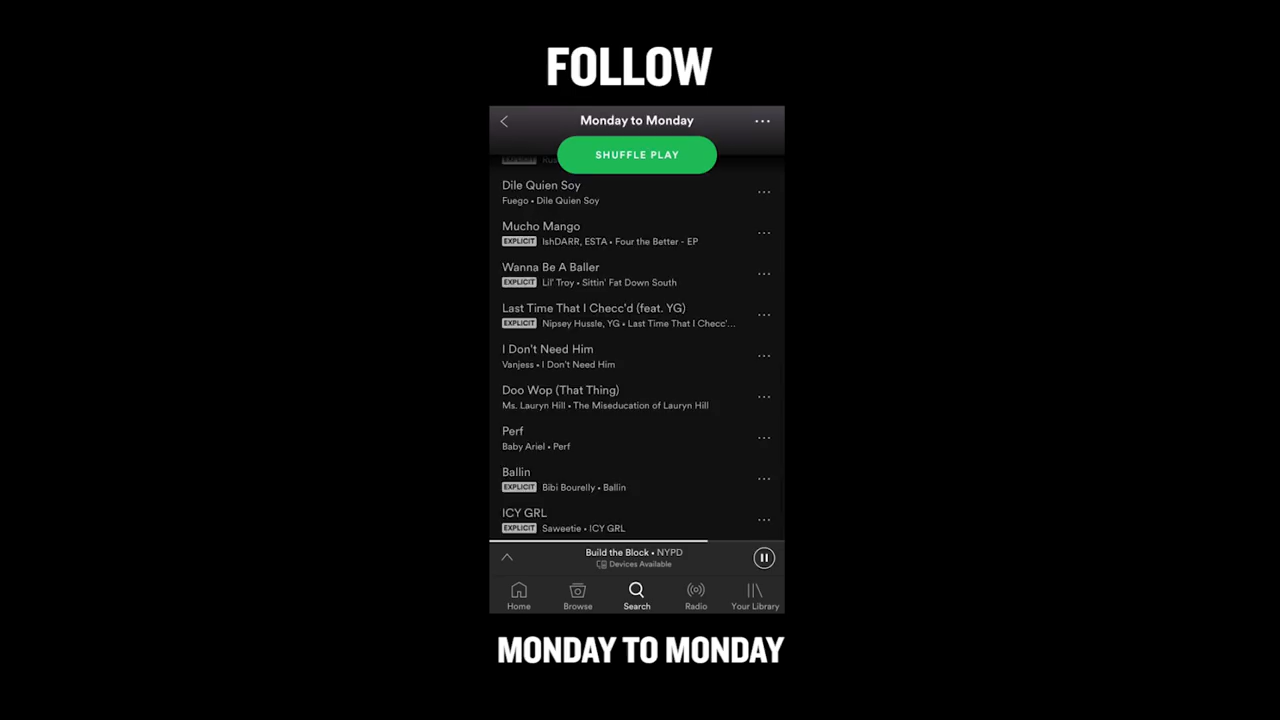 FOLLOW
Monday to Monday
SHUFFLE PLAY
EXPLICIT
Dile Quien Soy
Fuego • Dile Quien Soy
Mucho Mango
EXPLICIT IshDARR, ESTA • Four the Better - EP
Wanna Be A Baller
EXPLICIT Lil' Troy • Sittin' Fat Down South
Last Time That I Checc'd (feat. YG)
EXPLICIT Nipsey Hussle, YG • Last Time That I Checc'...
I Don't Need Him
Vanjess • I Don't Need Him
Doo Wop (That Thing)
Ms. Lauryn Hill • The Miseducation of Lauryn Hill
Perf
Baby Ariel • Perf
Ballin
EXPLICIT Bibi Bourelly • Ballin
ICY GRL
EXPLICIT Saweetie • ICY GRL
Build the Block • NYPD
Devices Available
Home Browse Search Radio Your Library
MONDAY TO MONDAY